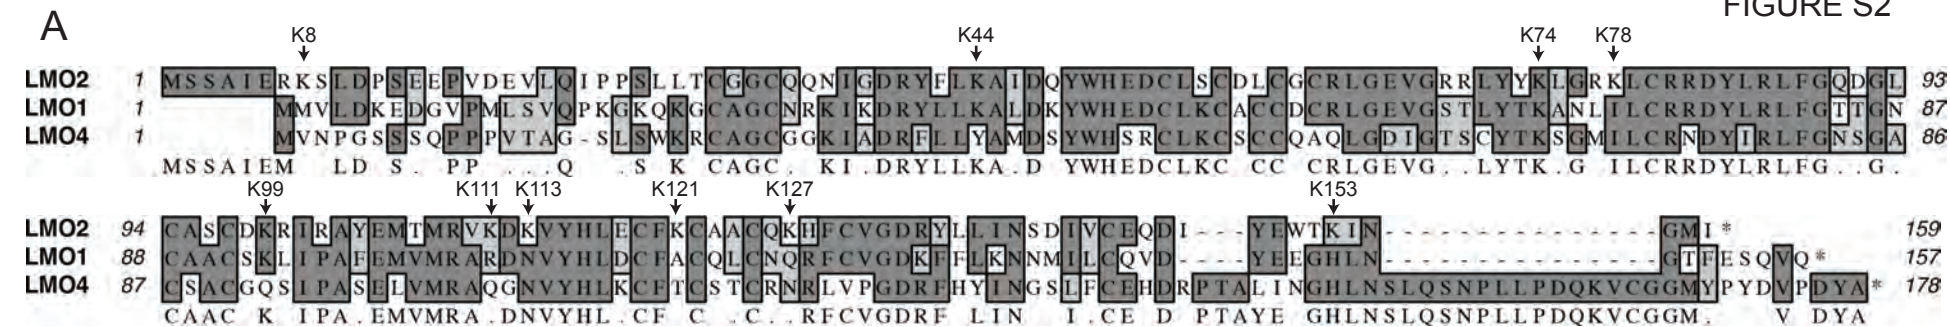 FIGURE S2
A
K8 K44 K74 K78
LMO2 1 MSSAIERKSLDPSEEPVDEVLQIPPSLLTCGGCQQNIGDRYFLKAIDQYWHEDCLSCDLCGCRLGEVGRRLYYKLGRKLCRRDYLRLFGQDGL 93
LMO1 1 MMVLDKEDGVPMLSVQPKGKQKGCAGCNRKIKDRYLLKALDKYWHEDCLKCACCDCRLGEVGSTLYTKANLILCRRDYLRLFGTTGN 87
LMO4 1 MVNPGSSSQPPPVTAG-SLSWKRCAGCGGKIADRFLLYAMDSYWHSRCLKCSCCQAQLGDIGTSCYTKSGMILCRNDYIRLFGNSGA 86
MSSAIEM LD S . PP . . . Q . S K CAGC . KI . DRYLLKA . D YWHEDCLKC CC CRLGEVG . . LYTK . G ILCRRDYLRLFG . . G .
K99 K111 K113 K121 K127 K153
LMO2 94 CASCDKRIRAYEMTMRVKDKVYHLECFKCAACQKHFCVGDRYLLINSDIVCEQDI----YEWTKIN---------------GMI* 159
LMO1 88 CAACSKLIPAFEMVMRARDNVYHLDCFACQLCNQRFCVGDKFFLKNNMILCQVD-----YEEGHLN---------------GTFESQVQ* 157
LMO4 87 CSACGQSIPASELVMRAQGNVYHLKCFTCSTCRNRLVPGDRFHYINGSLFCEHDRPTALINGHLNSLQSNPLLPDQKVCGGMYPYDVPDYA* 178
CAAC . K . IPA . EMVMRA . DNVYHL . CF C . C . . RFCVGDRF . LIN . I . CE . D . PTAYE . GHLNSLQSNPLLPDQKVCGGM . V DYA